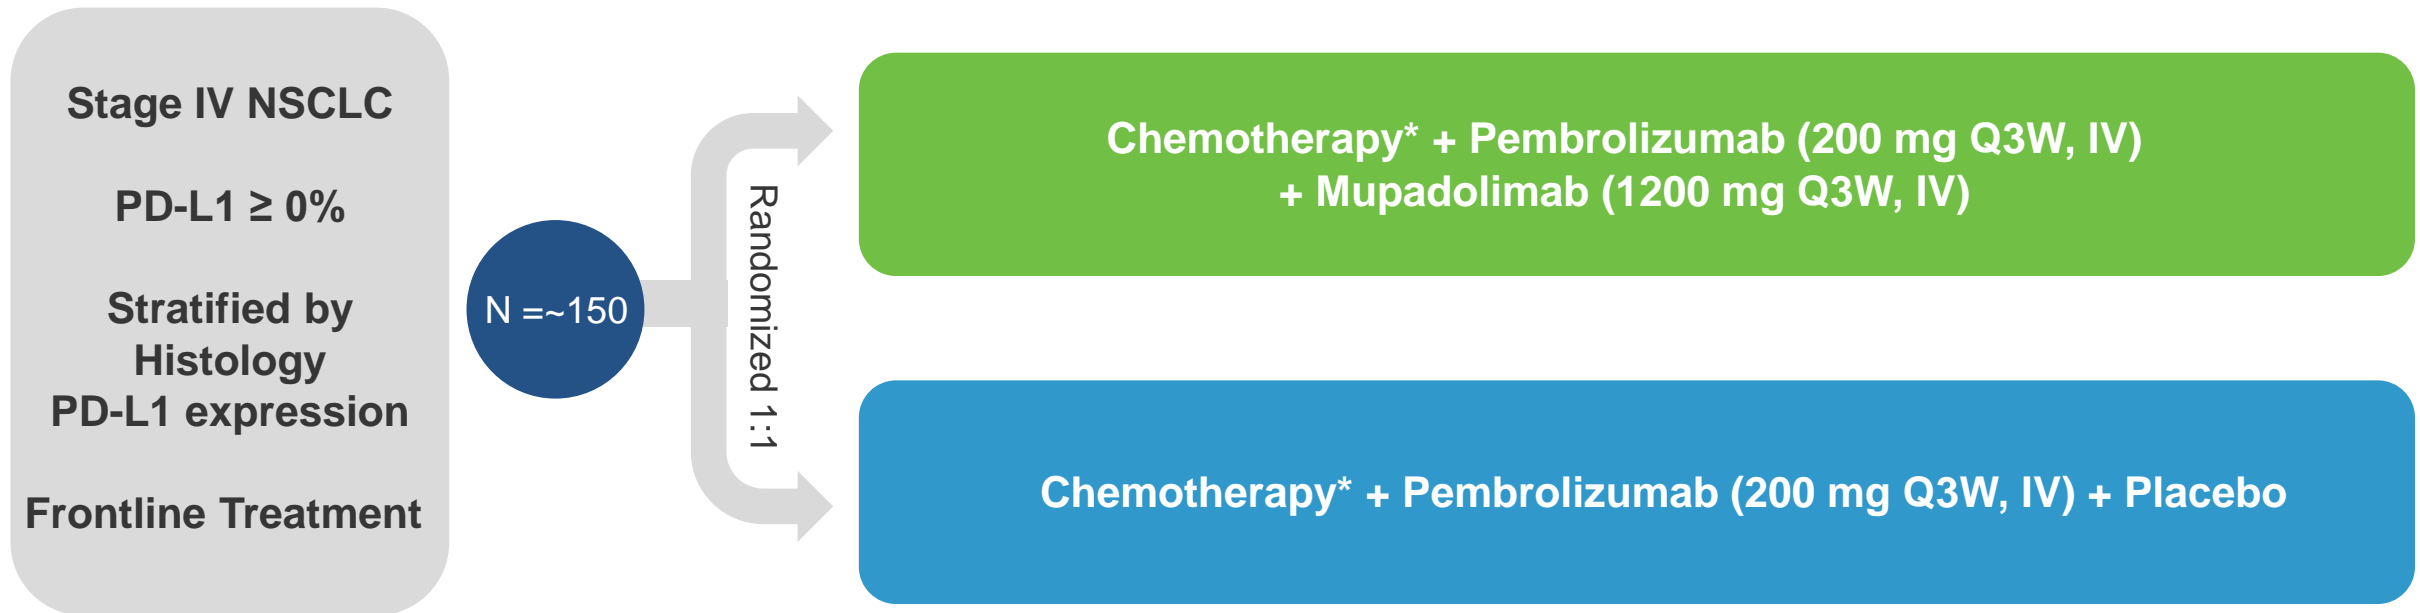 Stage IV NSCLC
PD-L1 ≥ 0%
Stratified by
Histology
PD-L1 expression
Frontline Treatment
N =~150
Randomized 1:1
Chemotherapy* + Pembrolizumab (200 mg Q3W, IV)
+ Mupadolimab (1200 mg Q3W, IV)
Chemotherapy* + Pembrolizumab (200 mg Q3W, IV) + Placebo